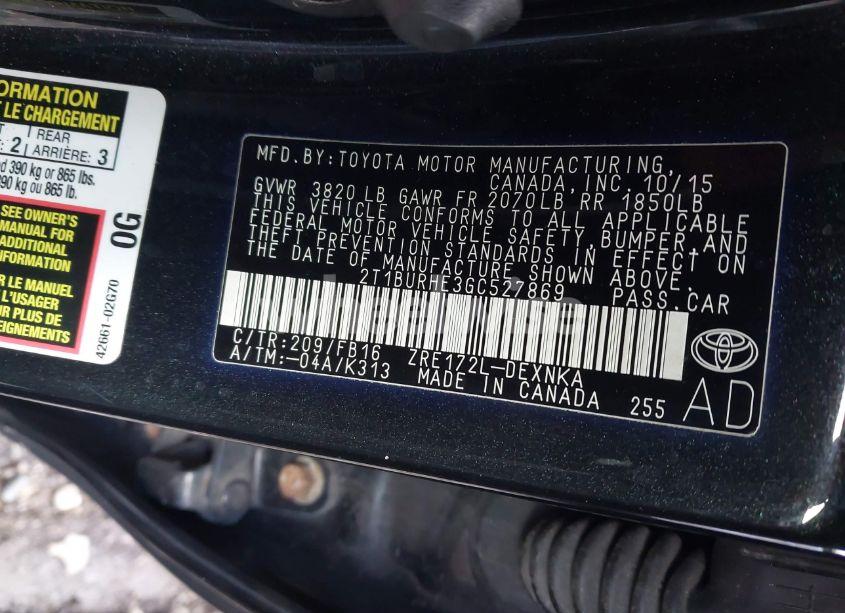 ORMATION
LE CHARGEMENT
REAR
2 ARRIÈRE: 3
390 kg or 865 lbs.
kg ou 865 lb.
SEE OWNER'S
MANUAL FOR
ADDITIONAL
INFORMATION
LE MANUEL
L'USAGER
PLUS DE
0G
42661-02G70
MFD.BY:TOYOTA MOTOR MANUFACTURING,
CANADA, INC. 10/15
GVWR 3820LB GAWR FR 2070LB RR 1850LB
THIS VEHICLE CONFORMS TO ALL APPLICABLE
FEDERAL MOTOR VEHICLE SAFETY,BUMPER,AND
THEFT PREVENTION STANDARDS IN EFFECT ON
THE DATE OF MANUFACTURE SHOWN ABOVE.
2T1BURHE3GC527869 PASS.CAR
C/TR:209/FB16 ZRE172L-DEXNKA
A/TM:-04A/K313 MADE IN CANADA 255
AD